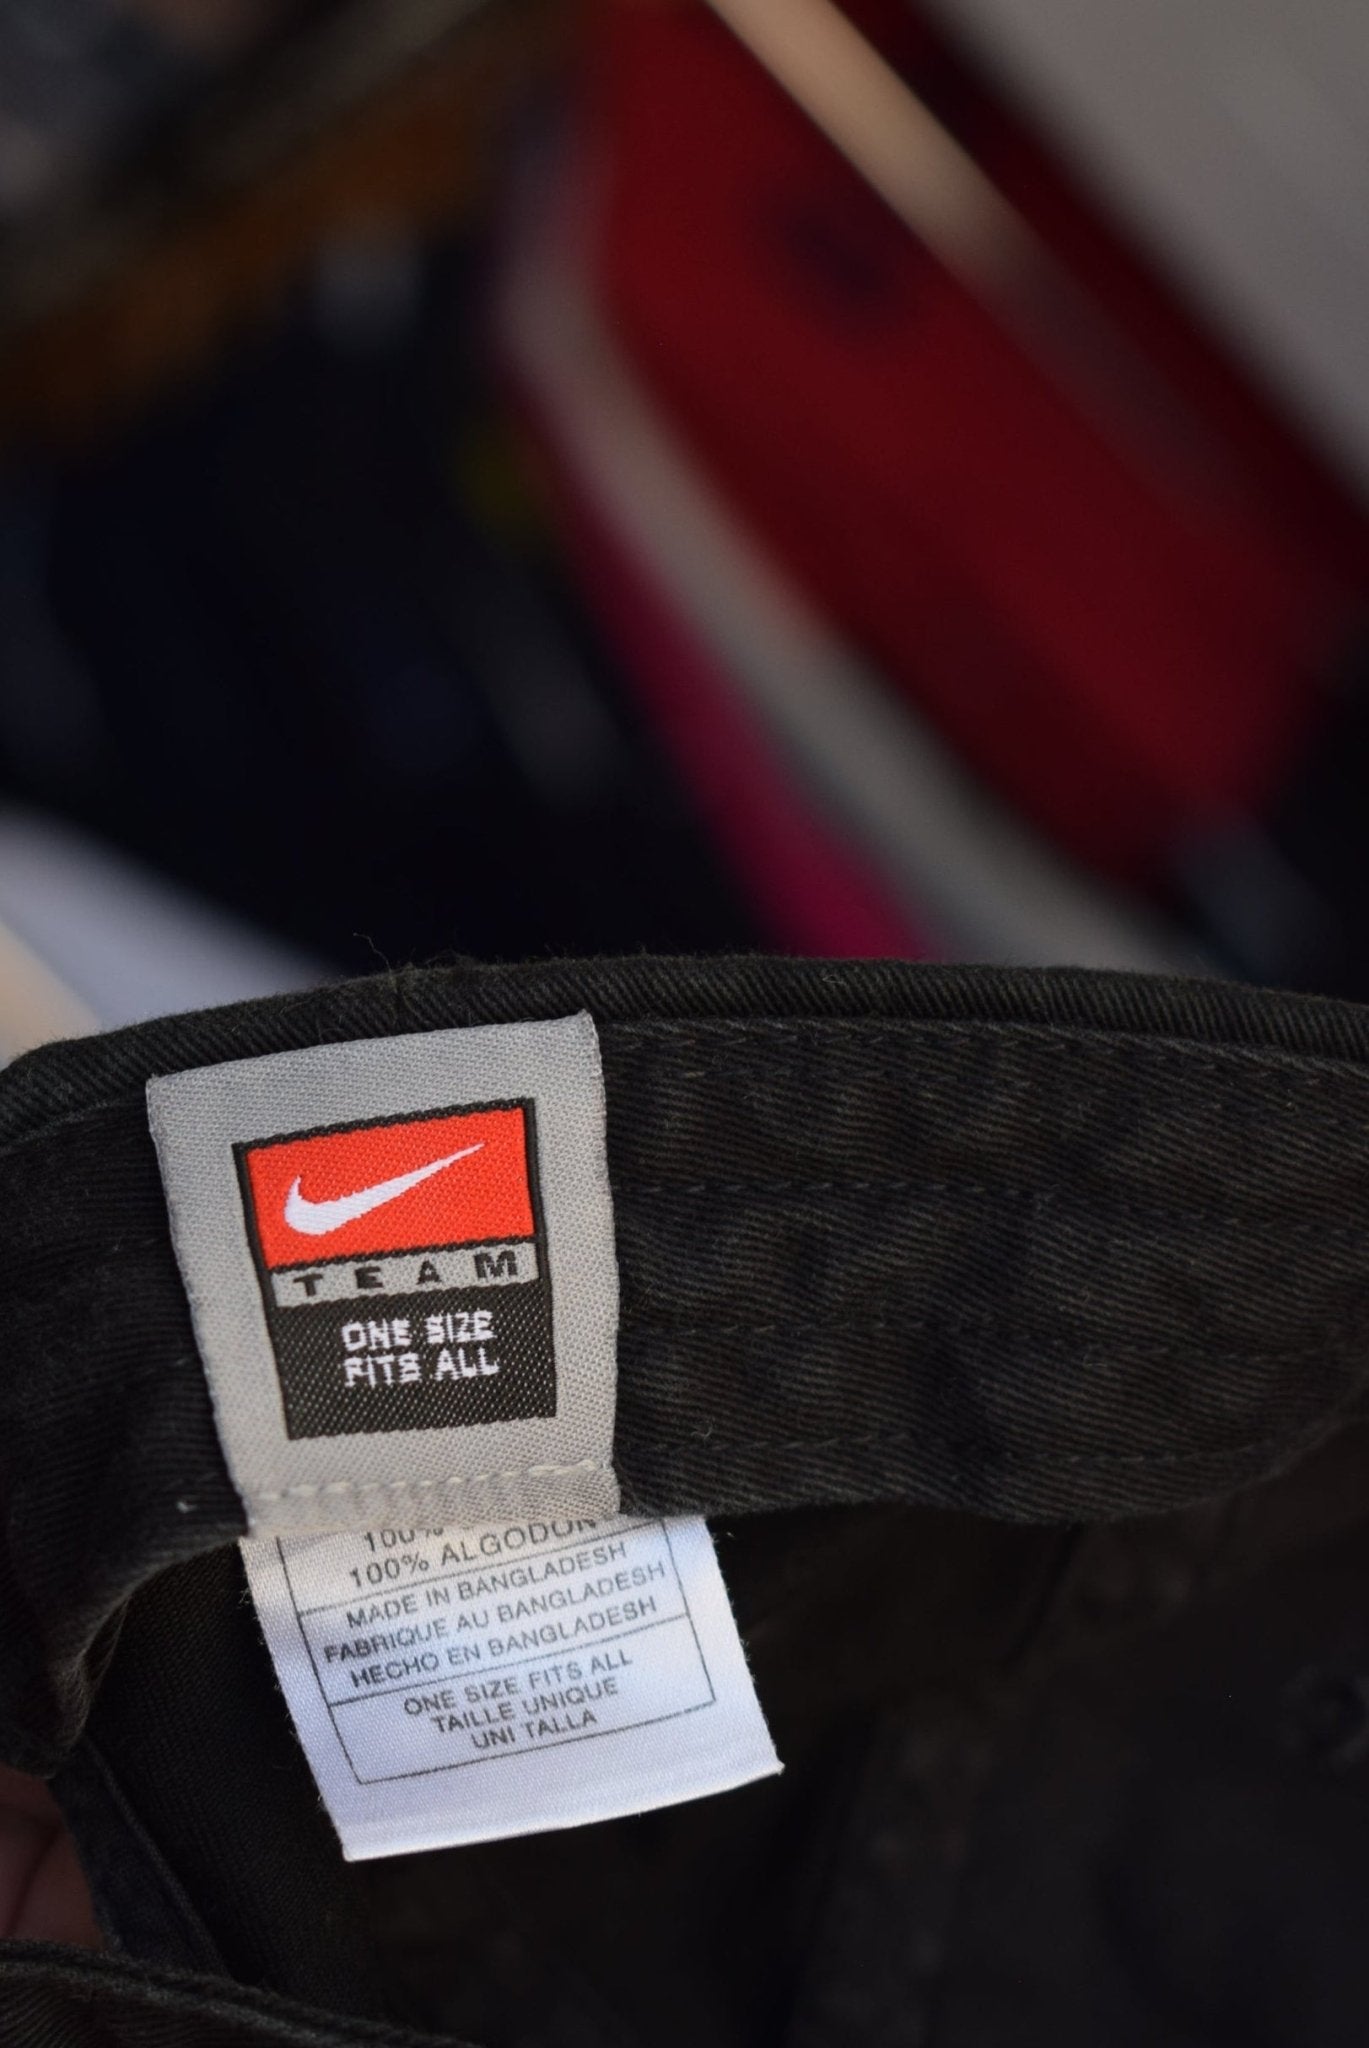 TEAM
ONE SIZE
FITS ALL
100%
100% ALGODON
MADE IN BANGLADESH
FABRIQUE AU BANGLADESH
HECHO EN BANGLADESH
ONE SIZE FITS ALL
TAILLE UNIQUE
UNI TALLA